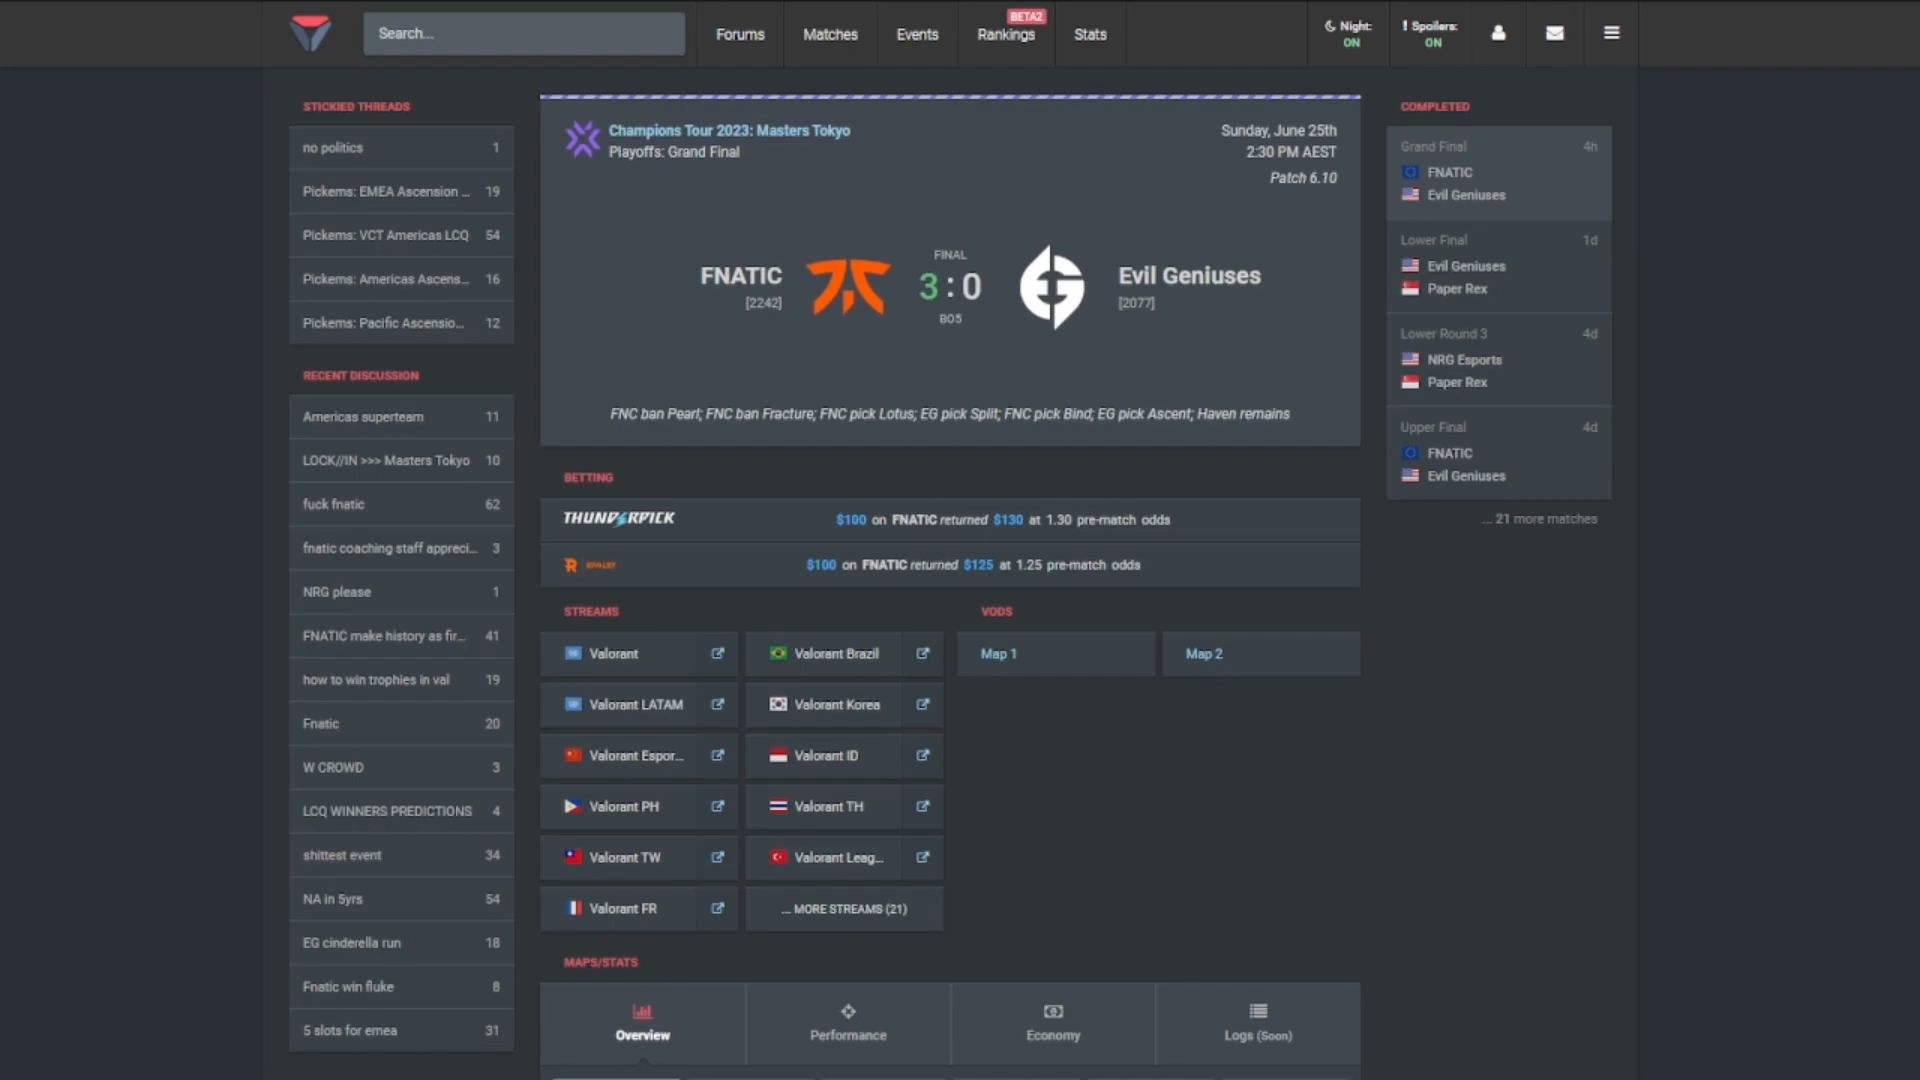 Search...
Forums
Matches
Events
BETA2
Rankings
Stats
Night:
ON
! Spoilers:
ON
STICKIED THREADS
no politics 1
Pickems: EMEA Ascension ... 19
Pickems: VCT Americas LCQ 54
Pickems: Americas Ascens... 16
Pickems: Pacific Ascensio... 12
RECENT DISCUSSION
Americas superteam 11
LOCK//IN >>> Masters Tokyo 10
fuck fnatic 62
fnatic coaching staff appreci... 3
NRG please 1
FNATIC make history as fir... 41
how to win trophies in val 19
Fnatic 20
W CROWD 3
LCQ WINNERS PREDICTIONS 4
shittest event 34
NA in 5yrs 54
EG cinderella run 18
Fnatic win fluke 8
5 slots for emea 31
Champions Tour 2023: Masters Tokyo
Playoffs: Grand Final
Sunday, June 25th
2:30 PM AEST
Patch 6.10
FNATIC
[2242]
FINAL
3 : 0
BO5
Evil Geniuses
[2077]
FNC ban Pearl; FNC ban Fracture; FNC pick Lotus; EG pick Split; FNC pick Bind; EG pick Ascent; Haven remains
BETTING
THUNDERPICK
$100 on FNATIC returned $130 at 1.30 pre-match odds
RIVALRY
$100 on FNATIC returned $125 at 1.25 pre-match odds
STREAMS
Valorant
Valorant Brazil
Valorant LATAM
Valorant Korea
Valorant Espor...
Valorant ID
Valorant PH
Valorant TH
Valorant TW
Valorant Leag...
Valorant FR
... MORE STREAMS (21)
VODS
Map 1
Map 2
MAPS/STATS
Overview
Performance
Economy
Logs (Soon)
COMPLETED
Grand Final 4h
FNATIC
Evil Geniuses
Lower Final 1d
Evil Geniuses
Paper Rex
Lower Round 3 4d
NRG Esports
Paper Rex
Upper Final 4d
FNATIC
Evil Geniuses
... 21 more matches